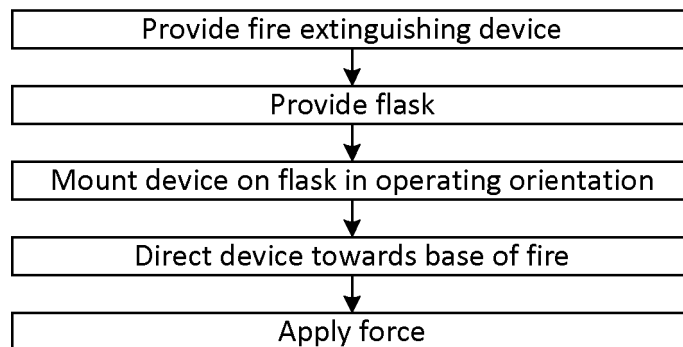 Provide fire extinguishing device
Provide flask
Mount device on flask in operating orientation
Direct device towards base of fire
Apply force